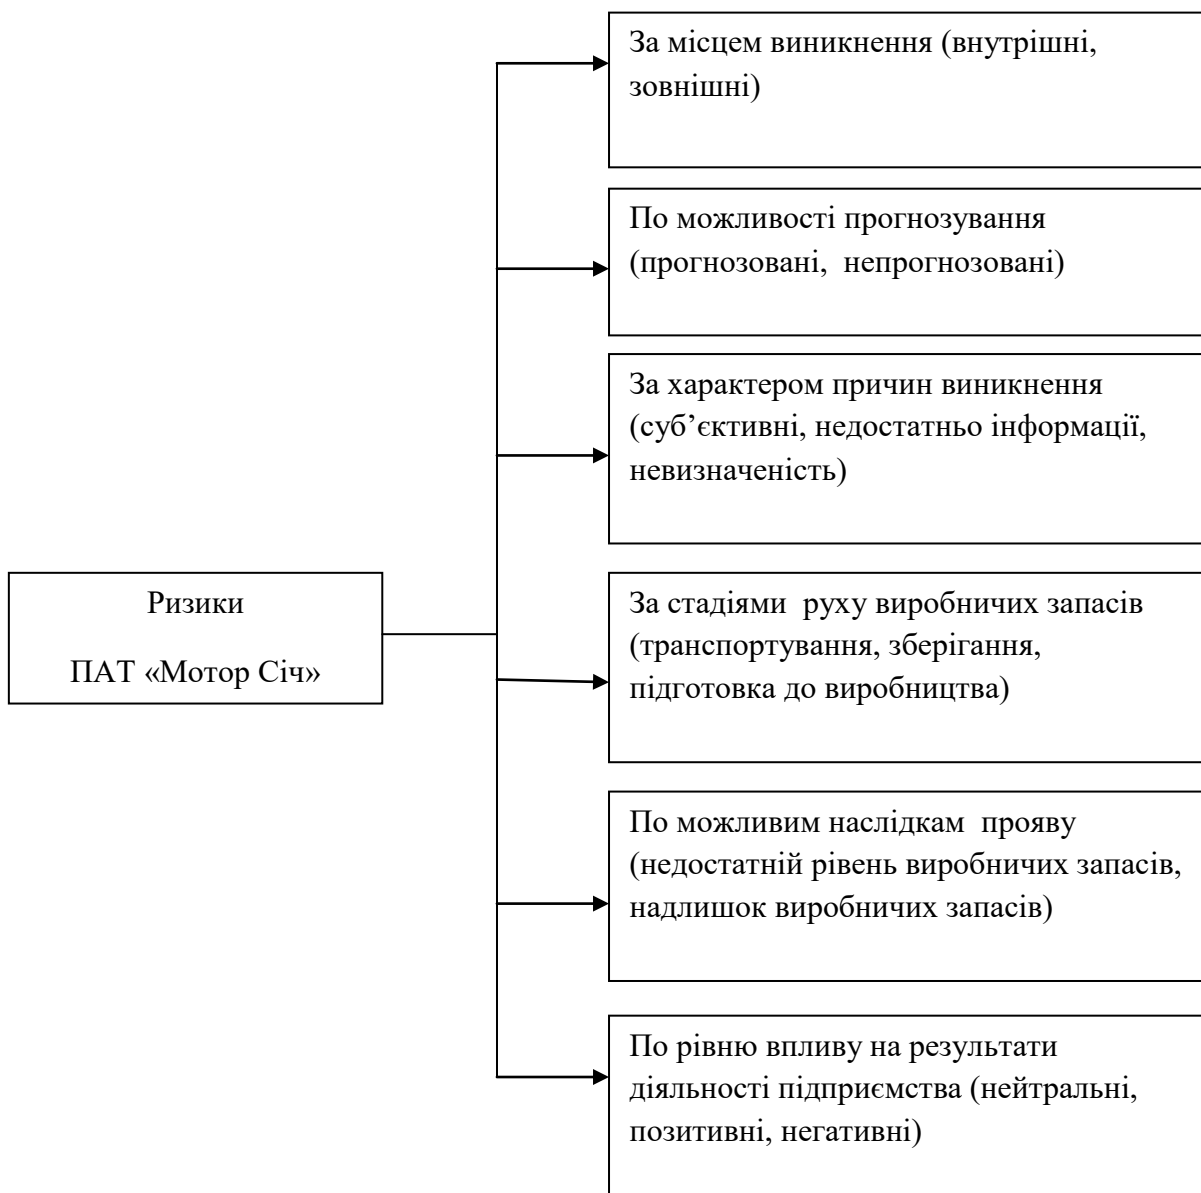 За місцем виникнення (внутрішні,
зовнішні)
По можливості прогнозування
(прогнозовані,  непрогнозовані)
За характером причин виникнення
(суб’єктивні, недостатньо інформації,
невизначеність)
Ризики
ПАТ «Мотор Січ»
За стадіями  руху виробничих запасів
(транспортування, зберігання,
підготовка до виробництва)
По можливим наслідкам  прояву
(недостатній рівень виробничих запасів,
надлишок виробничих запасів)
По рівню впливу на результати
діяльності підприємства (нейтральні,
позитивні, негативні)